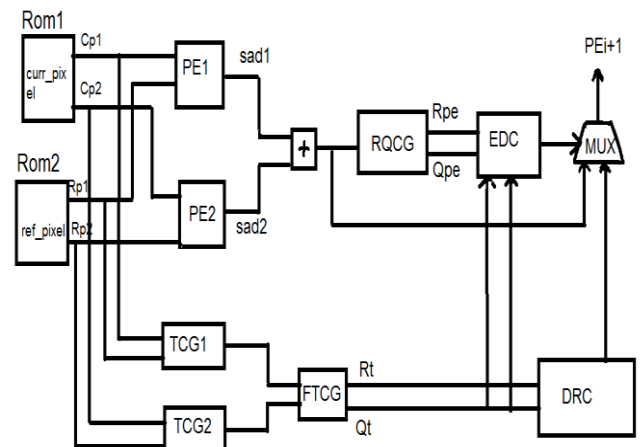 Rom1
curr_pix
el
Cp1
Cp2
PE1
sad1
PEi+1
Rom2
ref_pixel
Rp1
Rp2
PE2
sad2
+
RQCG
Rpe
Qpe
EDC
MUX
TCG1
TCG2
FTCG
Rt
Qt
DRC